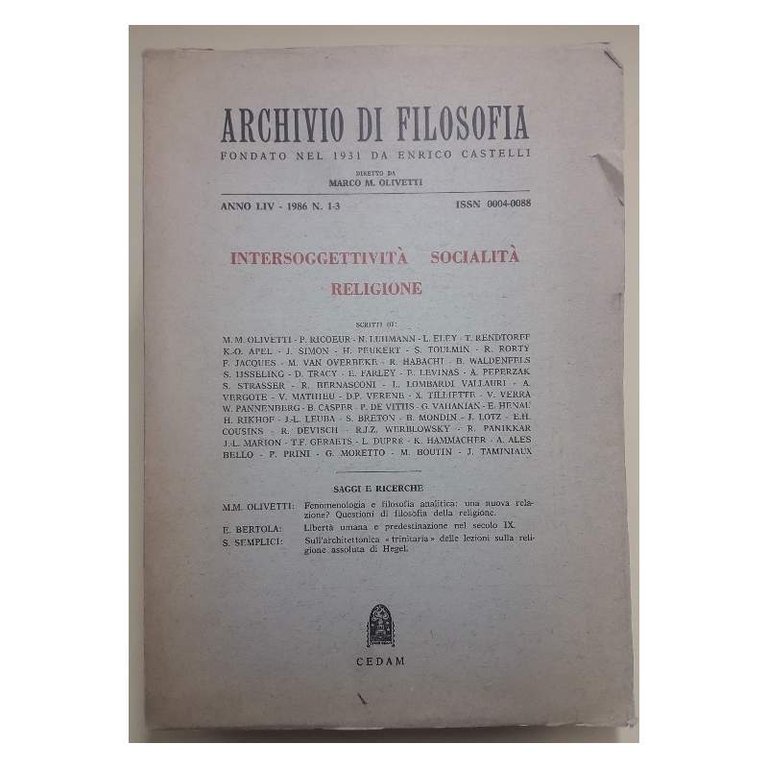 ARCHIVIO DI FILOSOFIA
FONDATO NEL 1931 DA ENRICO CASTELLI
DIRETTO DA
MARCO M. OLIVETTI
ANNO LIV - 1986 N. 1-3 ISSN 0004-0088
INTERSOGGETTIVITÀ SOCIALITÀ
RELIGIONE
SCRITTI DI:
M. M. OLIVETTI - P. RICOEUR - N. LUHMANN - L. ELEY - T. RENDTORFF
K.-O. APEL - J. SIMON - H. PEUKERT - S. TOULMIN - R. RORTY
F. JACQUES - M. VAN OVERBEKE - R. HABACHI - B. WALDENFELS
S. IJSSELING - D. TRACY - E. FARLEY - E. LEVINAS - A. PEPERZAK
S. STRASSER - R. BERNASCONI - L. LOMBARDI VALLAURI - A.
VERGOTE - V. MATHIEU - D.P. VERENE - X. TILLIETTE - V. VERRA
W. PANNENBERG - B. CASPER - P. DE VITIIS - G. VAHANIAN - E.
H. RIKHOF - J.-L. LEUBA - S. BRETON - B. MONDIN - J. LOTZ - E.H.
COUSINS - R. DEVISCH - R.J.Z. WERBLOWSKY - R. PANIKKAR
J.-L. MARION - T.F. GERAETS - L. DUPRÉ - K. HAMMACHER - A. ALES
BELLO - P. PRINI - G. MORETTO - M. BOUTIN - J. TAMINIAUX
SAGGI E RICERCHE
M.M. OLIVETTI: Fenomenologia e filosofia analitica: una nuova rela-
zione? Questioni di filosofia della religione.
E. BERTOLA: Libertà umana e predestinazione nel secolo IX.
S. SEMPLICI: Sull'architettonica «trinitaria» delle lezioni sulla reli-
gione assoluta di Hegel.
CEDAM